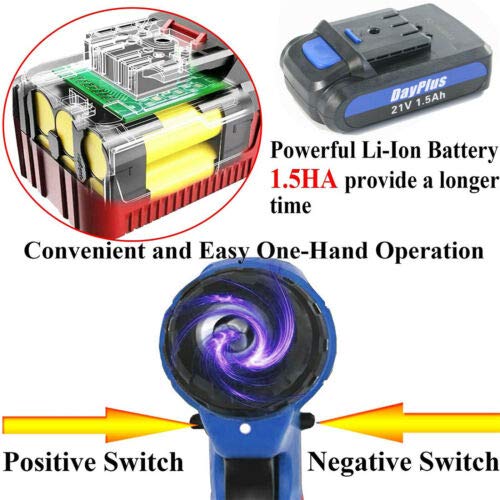 DayPlus
21V 1.5Ah
Powerful Li-Ion Battery
1.5HA provide a longer
time
Convenient and Easy One-Hand Operation
Positive Switch
Negative Switch